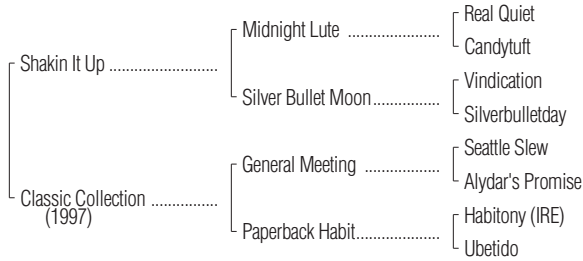 Real Quiet
Midnight Lute ....................
Candytuft
Shakin It Up .......................
Vindication
Silver Bullet Moon..............
Silverbulletday
Seattle Slew
General Meeting ................
Alydar's Promise
Classic Collection ..............
(1997)
Habitony (IRE)
Paperback Habit..................
Ubetido